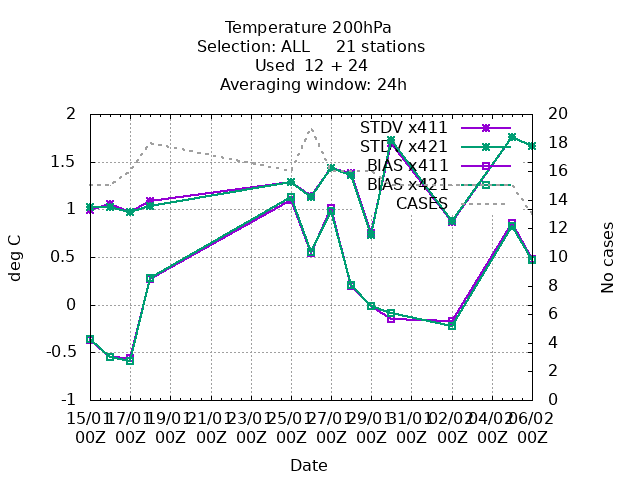 Temperature 200hPa
Selection: ALL 21 stations
Used 12 + 24
Averaging window: 24h
STDV x411
STDV x421
BIAS x411
BIAS x421
CASES
2
1.5
1
0.5
0
-0.5
-1
deg C
20
18
16
14
12
10
8
6
4
2
0
No cases
15/01 17/01 19/01 21/01 23/01 25/01 27/01 29/01 31/01 02/02 04/02 06/02
00Z 00Z 00Z 00Z 00Z 00Z 00Z 00Z 00Z 00Z 00Z 00Z
Date